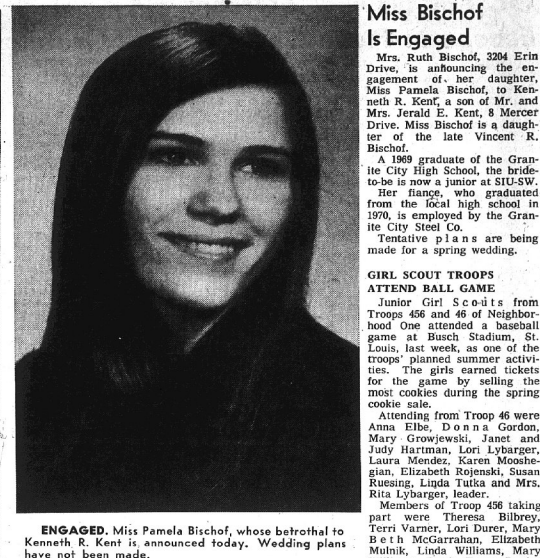 ENGAGED. Miss Pamela Bischof, whose betrothal to
Kenneth R. Kent is announced today. Wedding plans
have not been made.
Miss Bischof
Is Engaged
Mrs. Ruth Bischof, 3204 Erin
Drive, is announcing the en-
gagement of her daughter,
Miss Pamela Bischof, to Ken-
neth R. Kent, a son of Mr. and
Mrs. Jerald E. Kent, 8 Mercer
Drive. Miss Bischof is a daugh-
ter of the late Vincent R.
Bischof.
A 1969 graduate of the Gran-
ite City High School, the bride-
to-be is now a junior at SIU-SW.
Her fiance, who graduated
from the local high school in
1970, is employed by the Gran-
ite City Steel Co.
Tentative plans are being
made for a spring wedding.
GIRL SCOUT TROOPS
ATTEND BALL GAME
Junior Girl Scouts from
Troops 456 and 46 of Neighbor-
hood One attended a baseball
game at Busch Stadium, St.
Louis, last week, as one of the
troops' planned summer activi-
ties. The girls earned tickets
for the game by selling the
most cookies during the spring
cookie sale.
Attending from Troop 46 were
Anna Elbe, Donna Gordon,
Mary Growjewski, Janet and
Judy Hartman, Lori Lybarger,
Laura Mendez, Karen Mooshe-
gian, Elizabeth Rojenski, Susan
Ruesing, Linda Tutka and Mrs.
Rita Lybarger, leader.
Members of Troop 456 taking
part were Theresa Bilbrey,
Terri Varner, Lori Durer, Mary
Beth McGarrahan, Elizabeth
Mulnik, Linda Williams, Mary